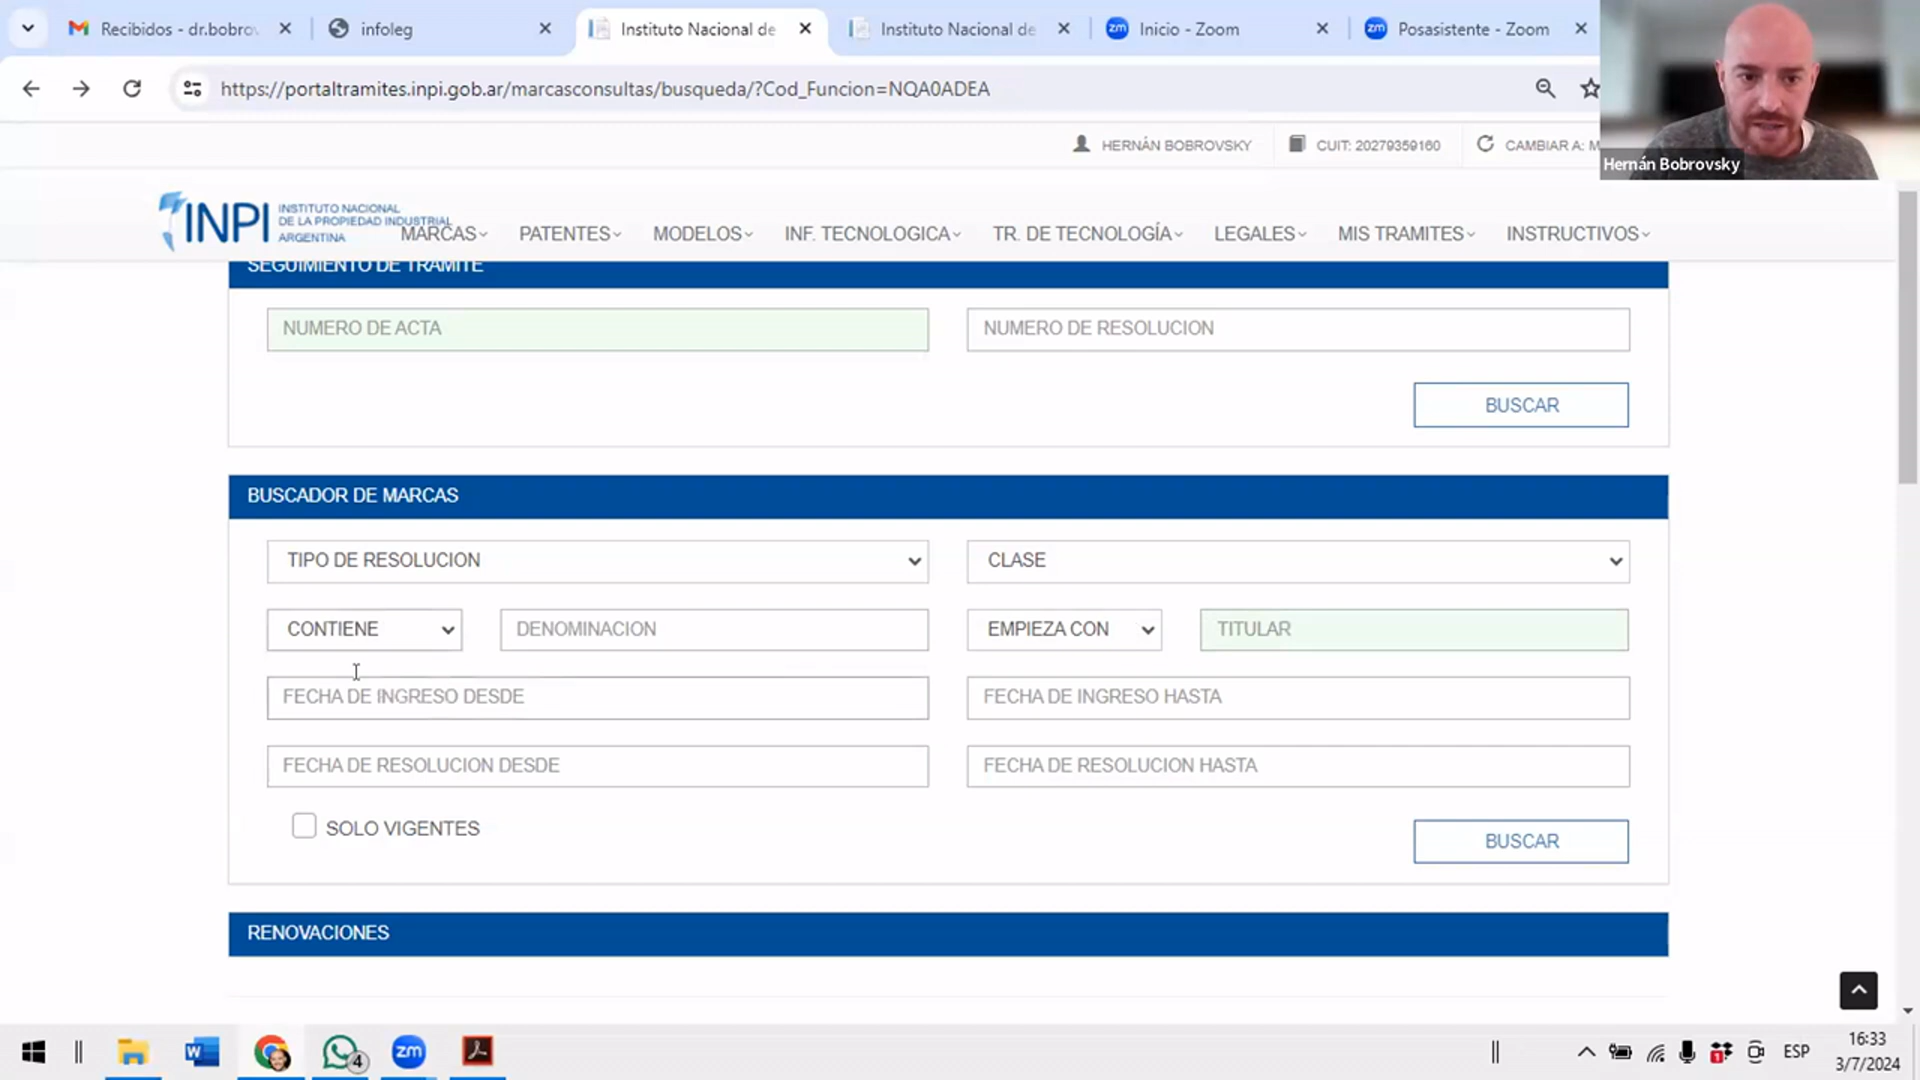 Recibidos - dr.bobrov
infoleg
Instituto Nacional de
Instituto Nacional de
Inicio - Zoom
Posasistente - Zoom
https://portaltramites.inpi.gob.ar/marcasconsultas/busqueda/?Cod_Funcion=NQA0ADEA
HERNÁN BOBROVSKY
CUIT: 20279359160
CAMBIAR A: M
Hernán Bobrovsky
INPI
INSTITUTO NACIONAL
DE LA PROPIEDAD INDUSTRIAL
ARGENTINA
MARCAS
PATENTES
MODELOS
INF. TECNOLOGICA
TR. DE TECNOLOGÍA
LEGALES
MIS TRAMITES
INSTRUCTIVOS
SEGUIMIENTO DE TRAMITE
NUMERO DE ACTA
NUMERO DE RESOLUCION
BUSCAR
BUSCADOR DE MARCAS
TIPO DE RESOLUCION
CLASE
CONTIENE
DENOMINACION
EMPIEZA CON
TITULAR
FECHA DE INGRESO DESDE
FECHA DE INGRESO HASTA
FECHA DE RESOLUCION DESDE
FECHA DE RESOLUCION HASTA
SOLO VIGENTES
BUSCAR
RENOVACIONES
W
4
zm
1
ESP
16:33
3/7/2024